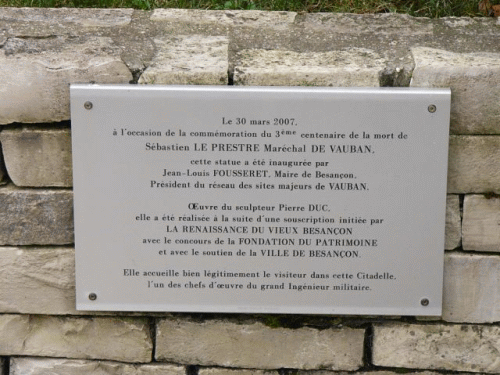 Le 30 mars 2007,
à l'occasion de la commémoration du 3ème centenaire de la mort de
Sébastien LE PRESTRE Maréchal DE VAUBAN,
cette statue a été inaugurée par
Jean-Louis FOUSSERET, Maire de Besançon,
Président du réseau des sites majeurs de VAUBAN.
Œuvre du sculpteur Pierre DUC,
elle a été réalisée à la suite d'une souscription initiée par
LA RENAISSANCE DU VIEUX BESANÇON
avec le concours de la FONDATION DU PATRIMOINE
et avec le soutien de la VILLE DE BESANÇON.
Elle accueille bien légitimement le visiteur dans cette Citadelle,
l'un des chefs d'œuvre du grand Ingénieur militaire.